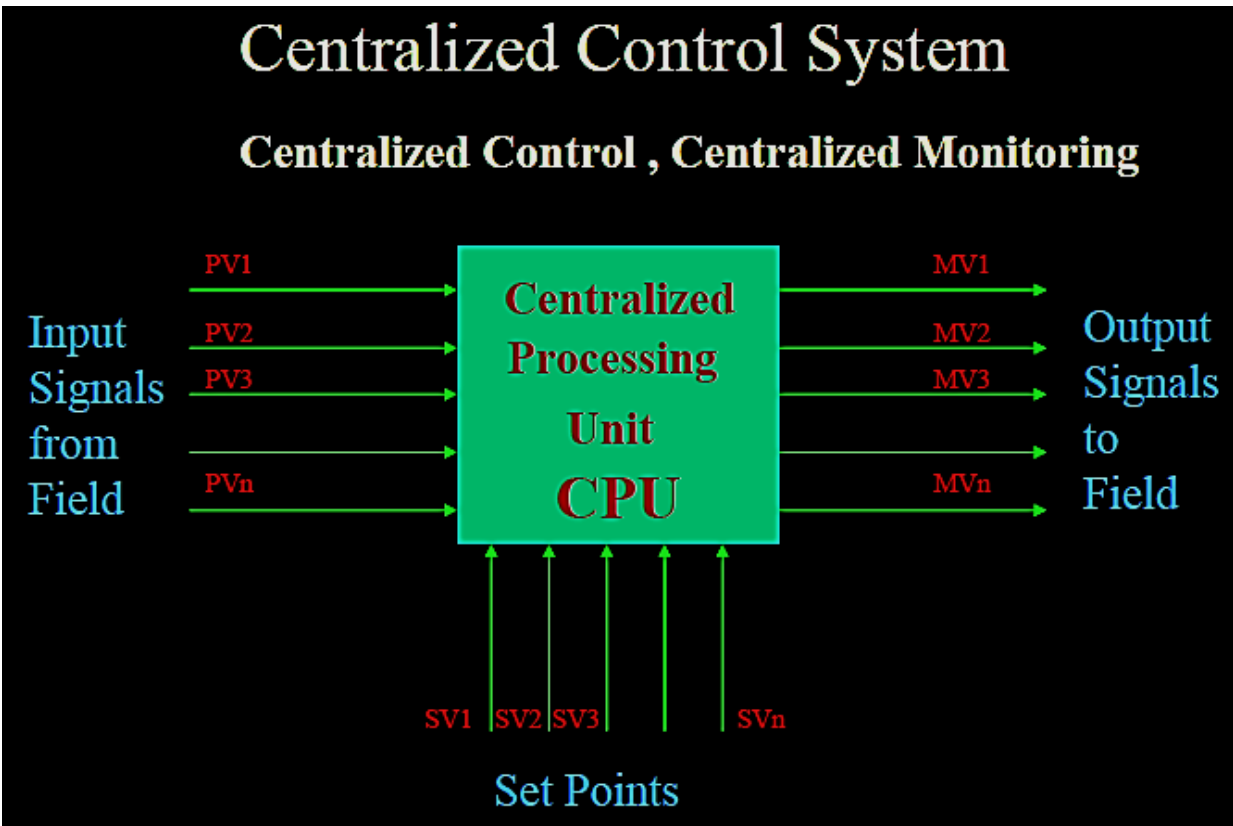 Centralized Control System
Centralized Control , Centralized Monitoring
Input
Signals
from
Field
PV1
PV2
PV3
PVn
Centralized
Processing
Unit
CPU
MV1
MV2
MV3
MVn
Output
Signals
to
Field
SV1 SV2 SV3 SVn
Set Points